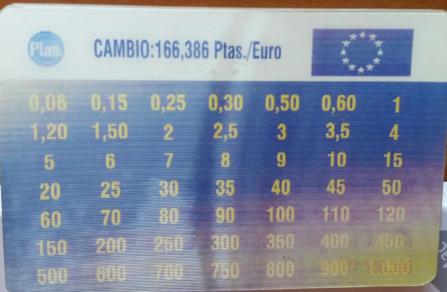 Ptas. CAMBIO:166,386 Ptas./Euro
0,06 0,15 0,25 0,30 0,50 0,60 1
1,20 1,50 2 2,5 3 3,5 4
5 6 7 8 9 10 15
20 25 30 35 40 45 50
60 70 80 90 100 110 120
150 200 250 300 350 400 450
500 600 700 750 800 900 1000